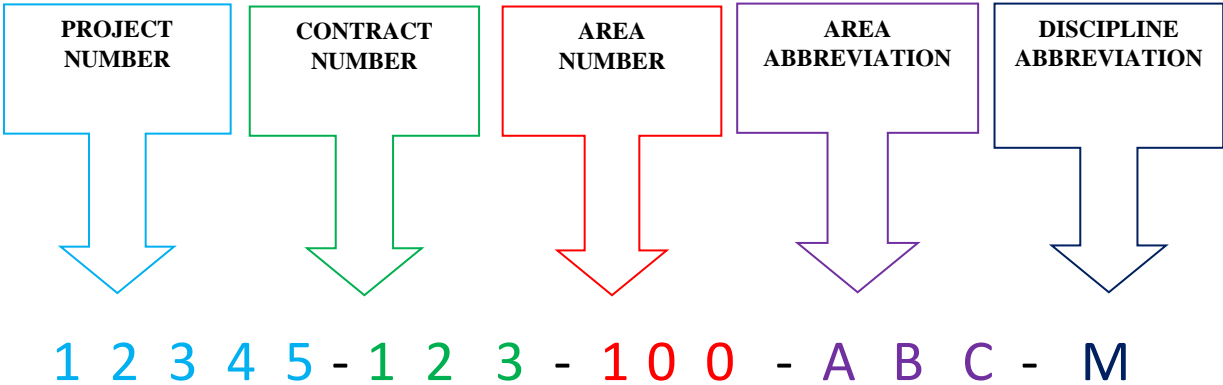 PROJECT
NUMBER
CONTRACT
NUMBER
AREA
NUMBER
AREA
ABBREVIATION
DISCIPLINE
ABBREVIATION
1 2 3 4 5 - 1 2 3 - 1 0 0 - A B C - M